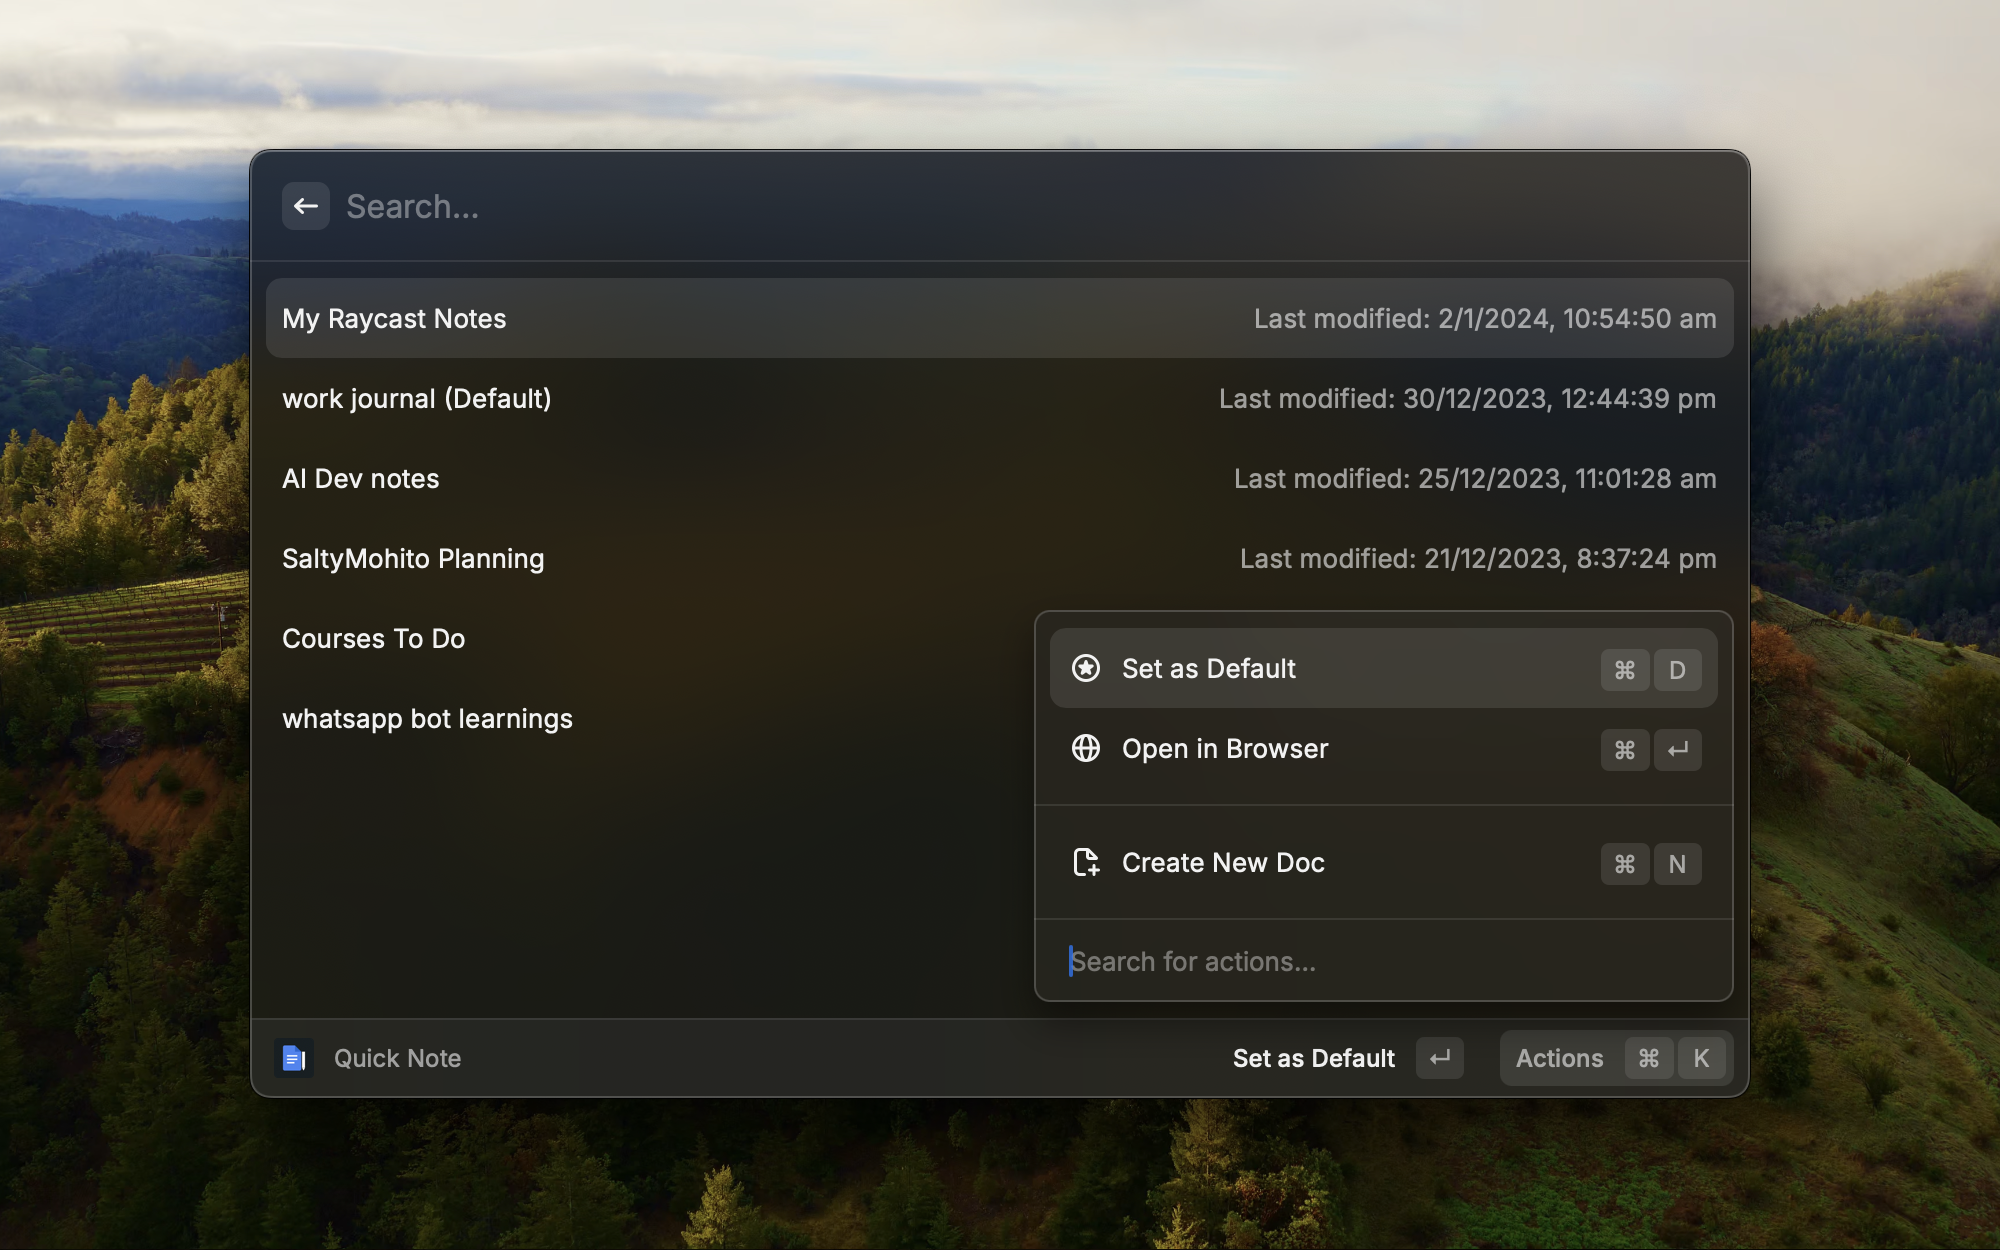 Search...
My Raycast Notes Last modified: 2/1/2024, 10:54:50 am
work journal (Default) Last modified: 30/12/2023, 12:44:39 pm
AI Dev notes Last modified: 25/12/2023, 11:01:28 am
SaltyMohito Planning Last modified: 21/12/2023, 8:37:24 pm
Courses To Do
whatsapp bot learnings
Set as Default ⌘ D
Open in Browser ⌘ ↵
Create New Doc ⌘ N
Search for actions...
Quick Note Set as Default ↵ Actions ⌘ K